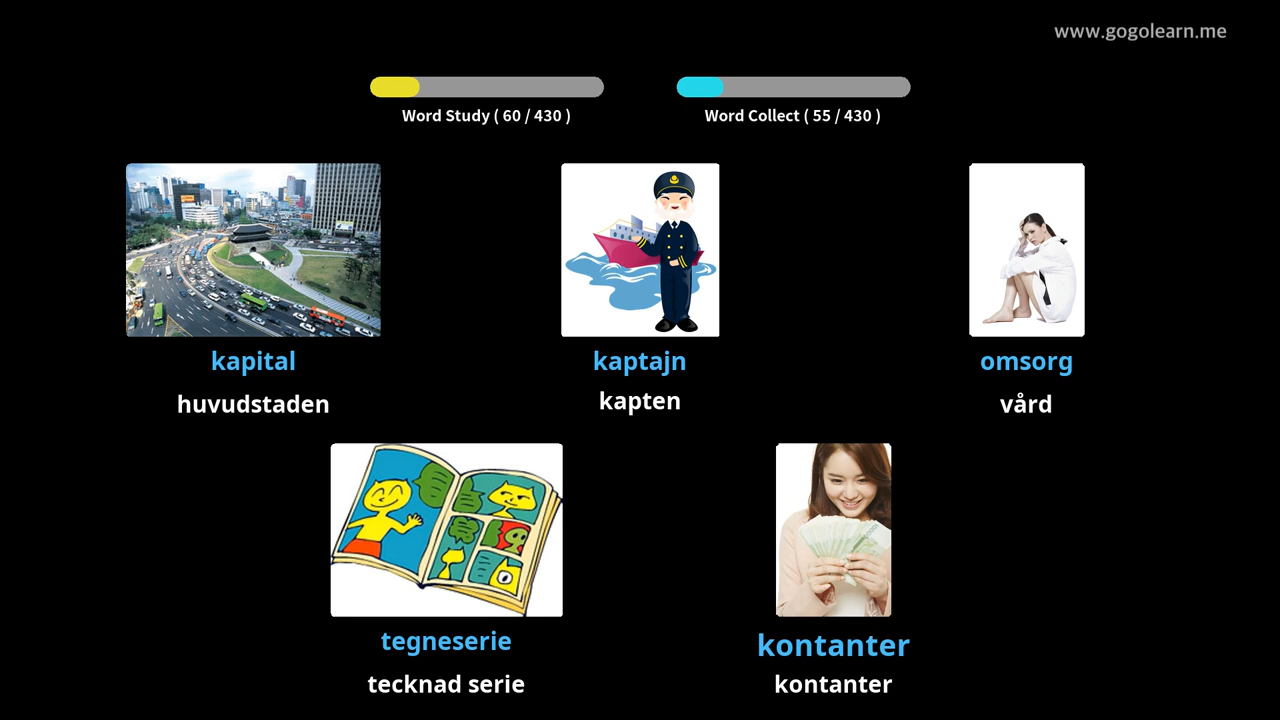 www.gogolearn.me
Word Study ( 60 / 430 )
Word Collect ( 55 / 430 )
kapital
huvudstaden
kaptajn
kapten
omsorg
vård
tegneserie
tecknad serie
kontanter
kontanter